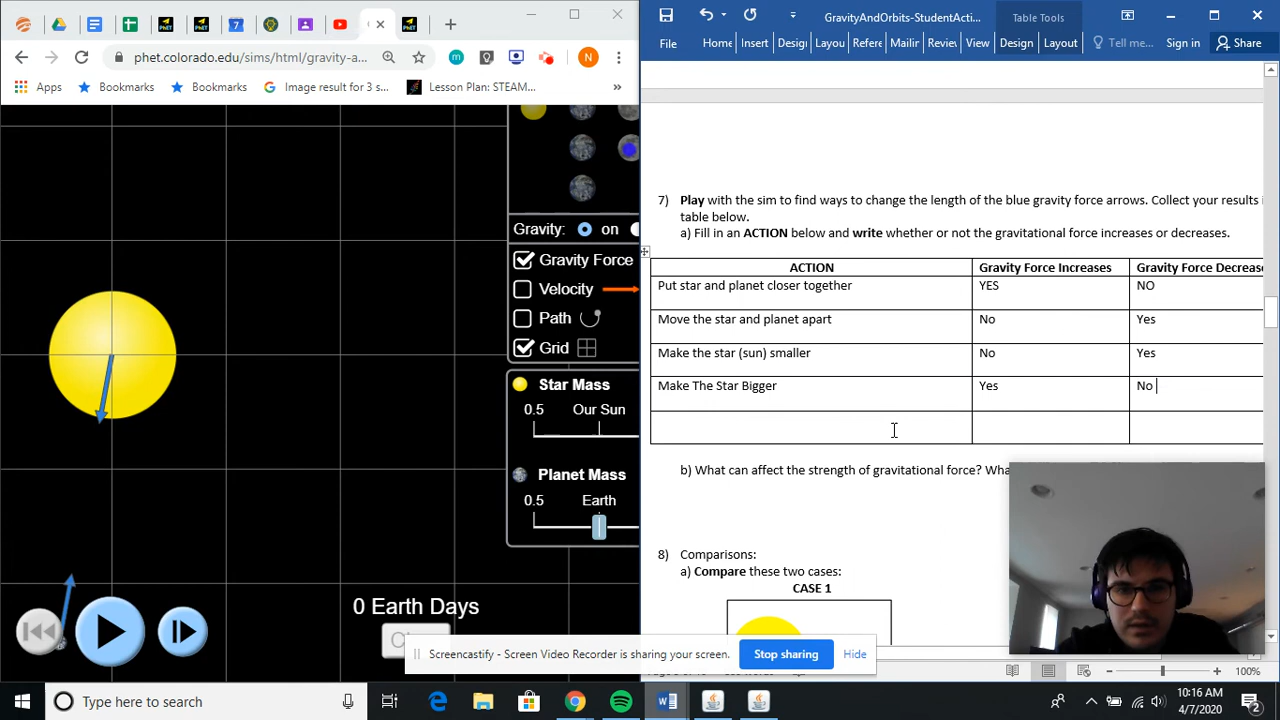 7
N
phet.colorado.edu/sims/html/gravity-a...
Apps
Bookmarks
Bookmarks
Image result for 3 s...
Lesson Plan: STEAM...
»
Gravity:
on
Gravity Force
Velocity
Path
Grid
Star Mass
0.5
Our Sun
Planet Mass
0.5
Earth
0 Earth Days
GravityAndOrbits-StudentActi...
Table Tools
File
Home
Insert
Desig
Layou
Refere
Mailir
Revie
View
Design
Layout
Tell me...
Sign in
Share
7) Play with the sim to find ways to change the length of the blue gravity force arrows. Collect your results i
table below.
a) Fill in an ACTION below and write whether or not the gravitational force increases or decreases.
ACTION Gravity Force Increases Gravity Force Decrease
Put star and planet closer together YES NO
Move the star and planet apart No Yes
Make the star (sun) smaller No Yes
Make The Star Bigger Yes No
b) What can affect the strength of gravitational force? Wha
8) Comparisons:
a) Compare these two cases:
CASE 1
100%
Screencastify - Screen Video Recorder is sharing your screen.
Stop sharing
Hide
Type here to search
10:16 AM
4/7/2020
2